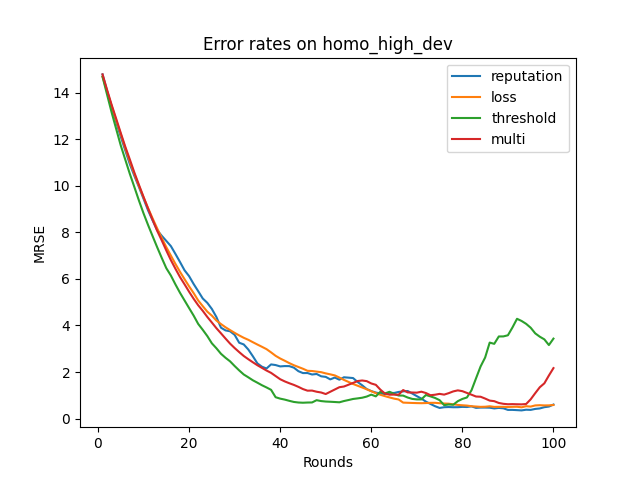 Error rates on homo_high_dev
reputation
loss
threshold
multi
MRSE
14
12
10
8
6
4
2
0
0 20 40 60 80 100
Rounds